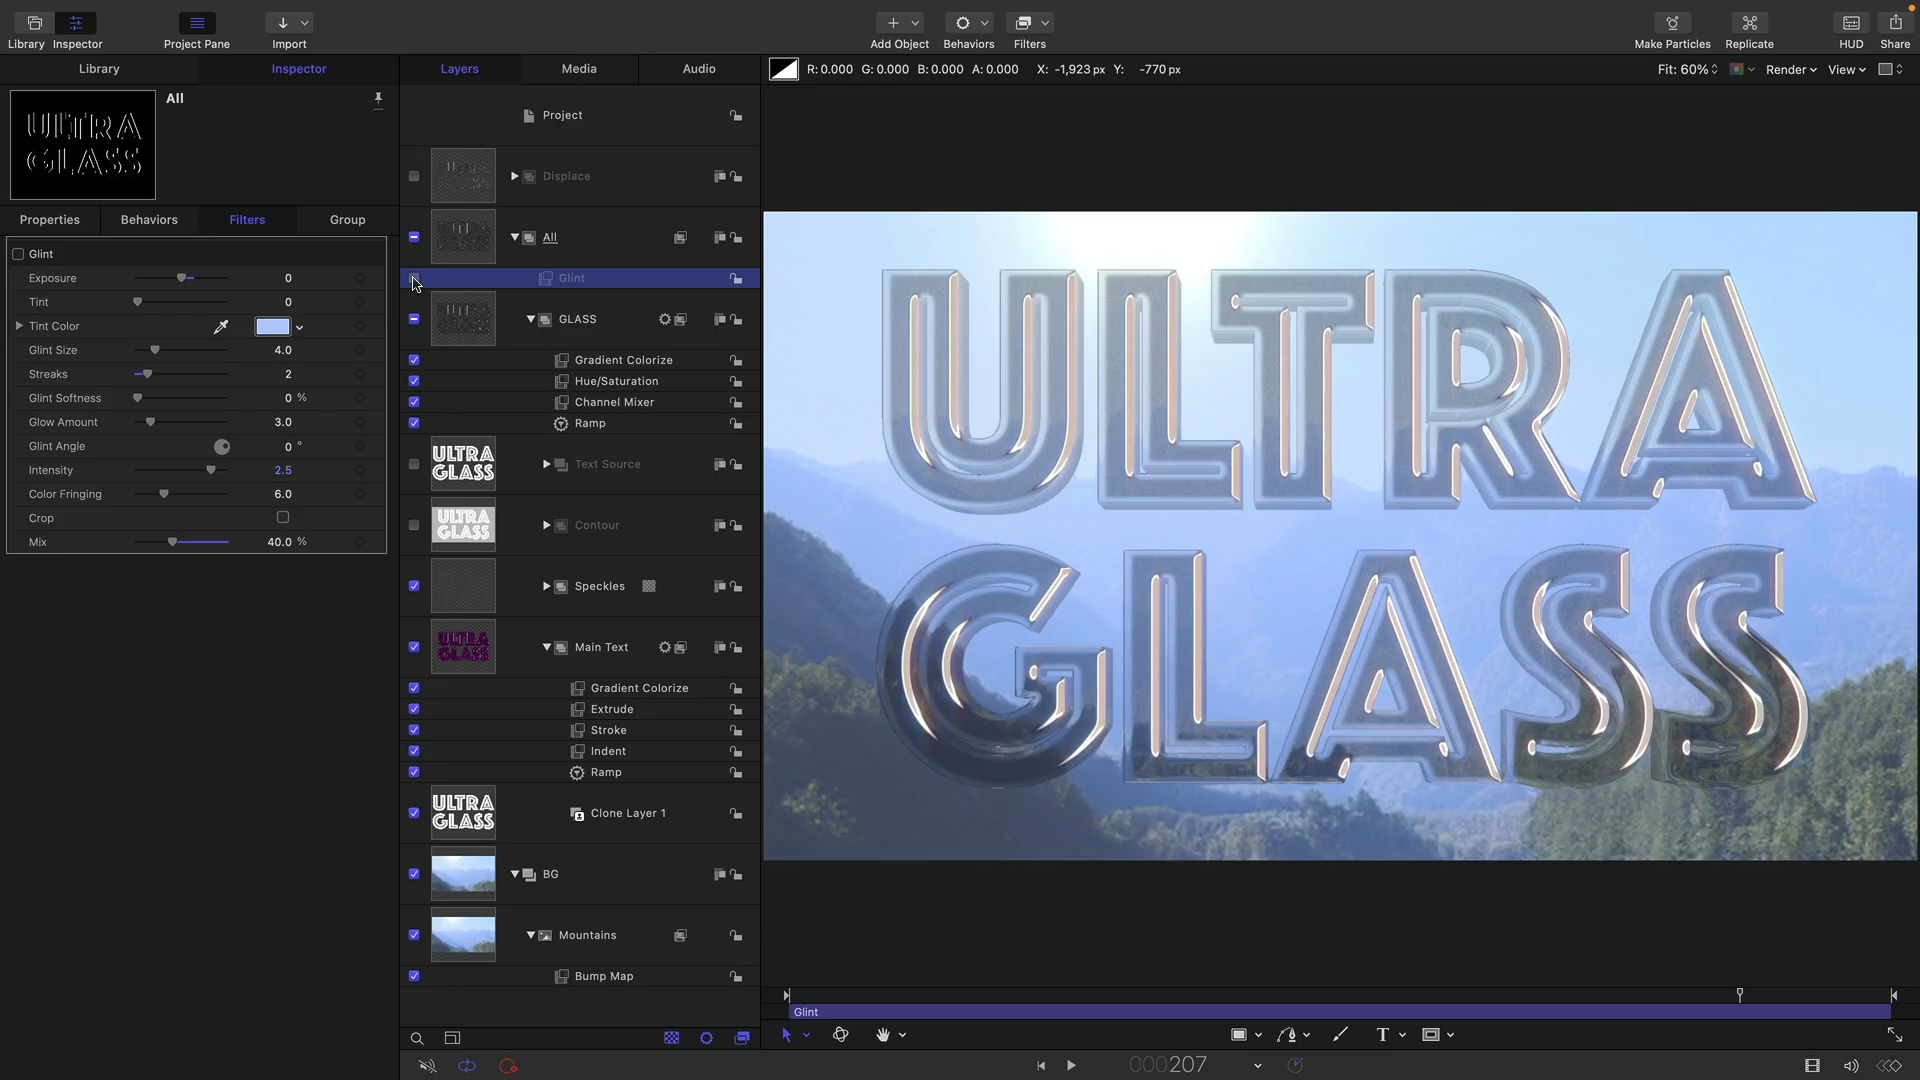 Library Inspector Project Pane Import Add Object Behaviors Filters Make Particles Replicate HUD Share
Library Inspector Layers Media Audio R: 0.000 G: 0.000 B: 0.000 A: 0.000 X: -1,923 px Y: -770 px Fit: 60% Render View
All
ULTRA
GLASS
Properties Behaviors Filters Group
Glint
Exposure 0
Tint 0
Tint Color
Glint Size 4.0
Streaks 2
Glint Softness 0 %
Glow Amount 3.0
Glint Angle 0 °
Intensity 2.5
Color Fringing 6.0
Crop
Mix 40.0 %
Project
Displace
All
Glint
GLASS
Gradient Colorize
Hue/Saturation
Channel Mixer
Ramp
ULTRA
GLASS
Text Source
ULTRA
GLASS
Contour
Speckles
ULTRA
GLASS
Main Text
Gradient Colorize
Extrude
Stroke
Indent
Ramp
ULTRA
GLASS
Clone Layer 1
BG
Mountains
Bump Map
ULTRA
GLASS
Glint
T
000207